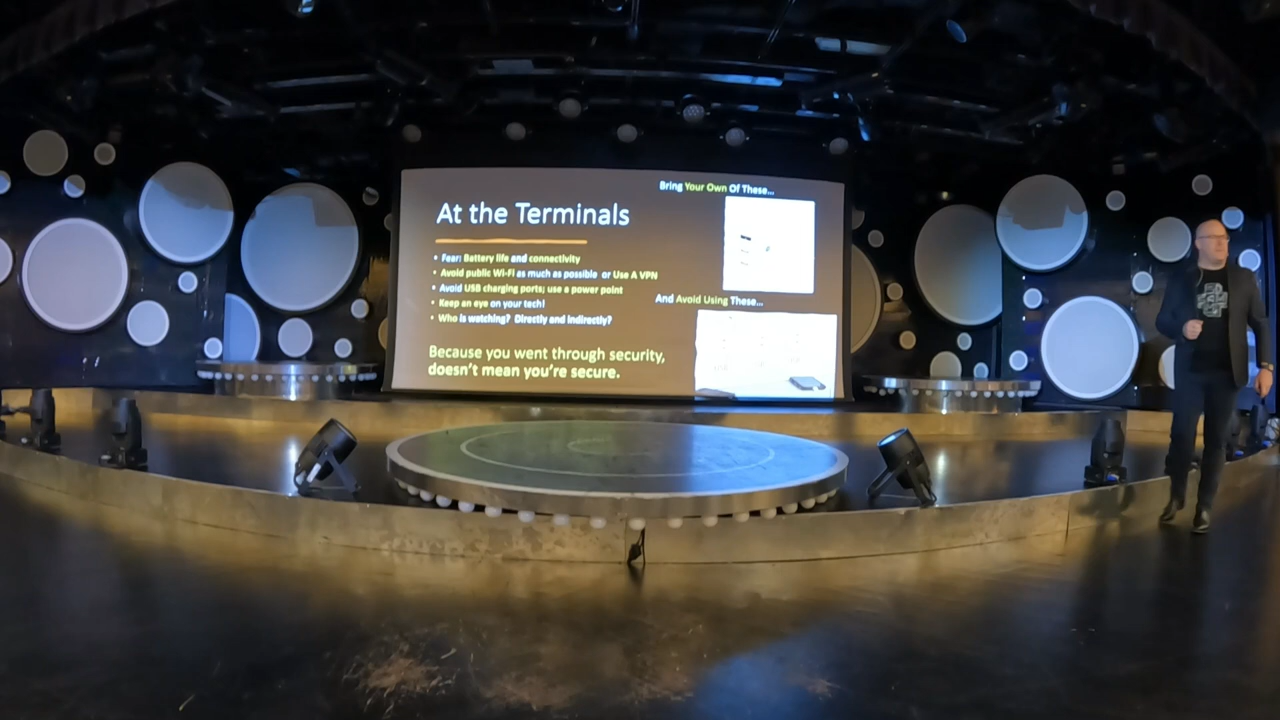 At the Terminals
Fear: Battery life and connectivity
Avoid public Wi-Fi as much as possible or Use A VPN
Avoid USB charging ports; use a power point
Keep an eye on your tech!
Who is watching? Directly and Indirectly?
Because you went through security,
doesn't mean you're secure.
Bring Your Own Of These...
And Avoid Using These...